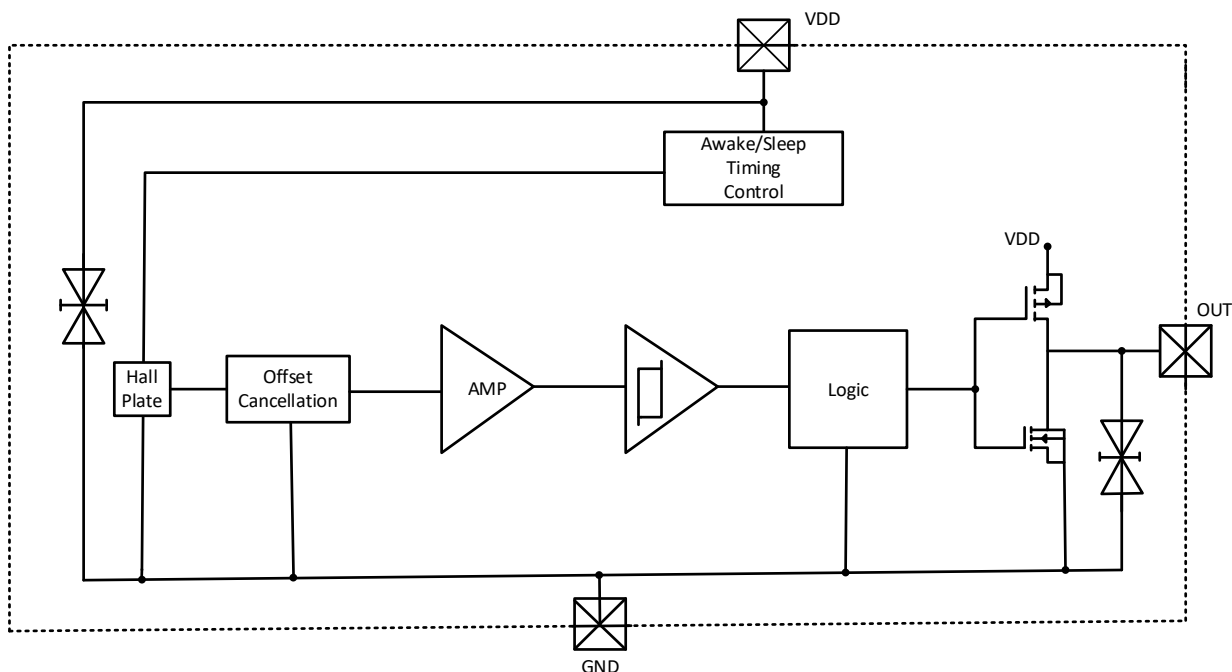 VDD
Awake/Sleep
Timing
Control
VDD
OUT
Hall
Plate
Offset
Cancellation
AMP
Logic
GND